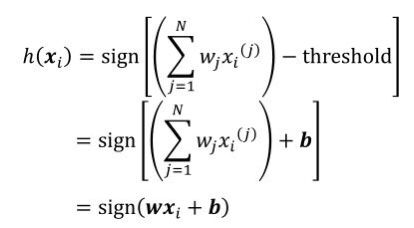 h(xᵢ) = sign[(∑ⱼ₌₁ᴺ wⱼxᵢ⁽ʲ⁾) − threshold]
= sign[(∑ⱼ₌₁ᴺ wⱼxᵢ⁽ʲ⁾) + b]
= sign(wxᵢ + b)